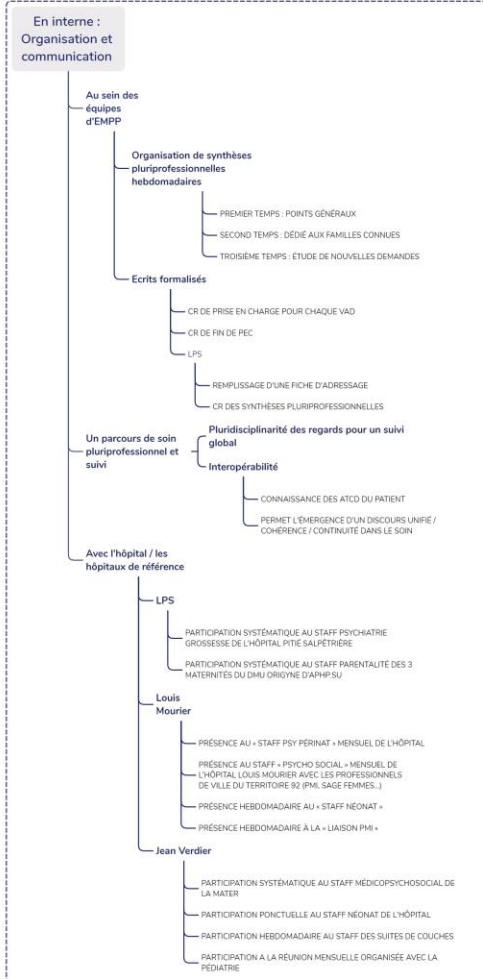 En interne :
Organisation et
communication
Au sein des
équipes
d'EMPP
Organisation de synthèses
pluriprofessionnelles
hebdomadaires
PREMIER TEMPS : POINTS GÉNÉRAUX
SECOND TEMPS : DÉDIÉ AUX FAMILLES CONNUES
TROISIÈME TEMPS : ÉTUDE DE NOUVELLES DEMANDES
Ecrits formalisés
CR DE PRISE EN CHARGE POUR CHAQUE VAD
CR DE FIN DE PEC
LPS
REMPLISSAGE D'UNE FICHE D'ADRESSAGE
CR DES SYNTHÈSES PLURIPROFESSIONNELLES
Un parcours de soin
pluriprofessionnel et
suivi
Pluridisciplinarité des regards pour un suivi
global
Interopérabilité
CONNAISSANCE DES ATCD DU PATIENT
PERMET L'ÉMERGENCE D'UN DISCOURS UNIFIÉ /
COHÉRENCE / CONTINUITÉ DANS LE SOIN
Avec l'hôpital / les
hôpitaux de référence
LPS
PARTICIPATION SYSTÉMATIQUE AU STAFF PSYCHIATRIE
GROSSESSE DE L'HÔPITAL PITIÉ SALPÊTRIÈRE
PARTICIPATION SYSTÉMATIQUE AU STAFF PARENTALITÉ DES 3
MATERNITÉS DU DMU ORIGYNE D'APHP.SU
Louis
Mourier
PRÉSENCE AU « STAFF PSY PÉRINAT » MENSUEL DE L'HÔPITAL
PRÉSENCE AU STAFF « PSYCHO SOCIAL » MENSUEL DE
L'HÔPITAL LOUIS MOURIER AVEC LES PROFESSIONNELS
DE VILLE DU TERRITOIRE 92 (PMI, SAGE FEMMES...)
PRÉSENCE HEBDOMADAIRE AU « STAFF NÉONAT »
PRÉSENCE HEBDOMADAIRE À LA « LIAISON PMI »
Jean Verdier
PARTICIPATION SYSTÉMATIQUE AU STAFF MÉDICOPSYCHOSOCIAL DE
LA MATER
PARTICIPATION PONCTUELLE AU STAFF NÉONAT DE L'HÔPITAL
PARTICIPATION HEBDOMADAIRE AU STAFF DES SUITES DE COUCHES
PARTICIPATION A LA RÉUNION MENSUELLE ORGANISÉE AVEC LA
PÉDIATRIE